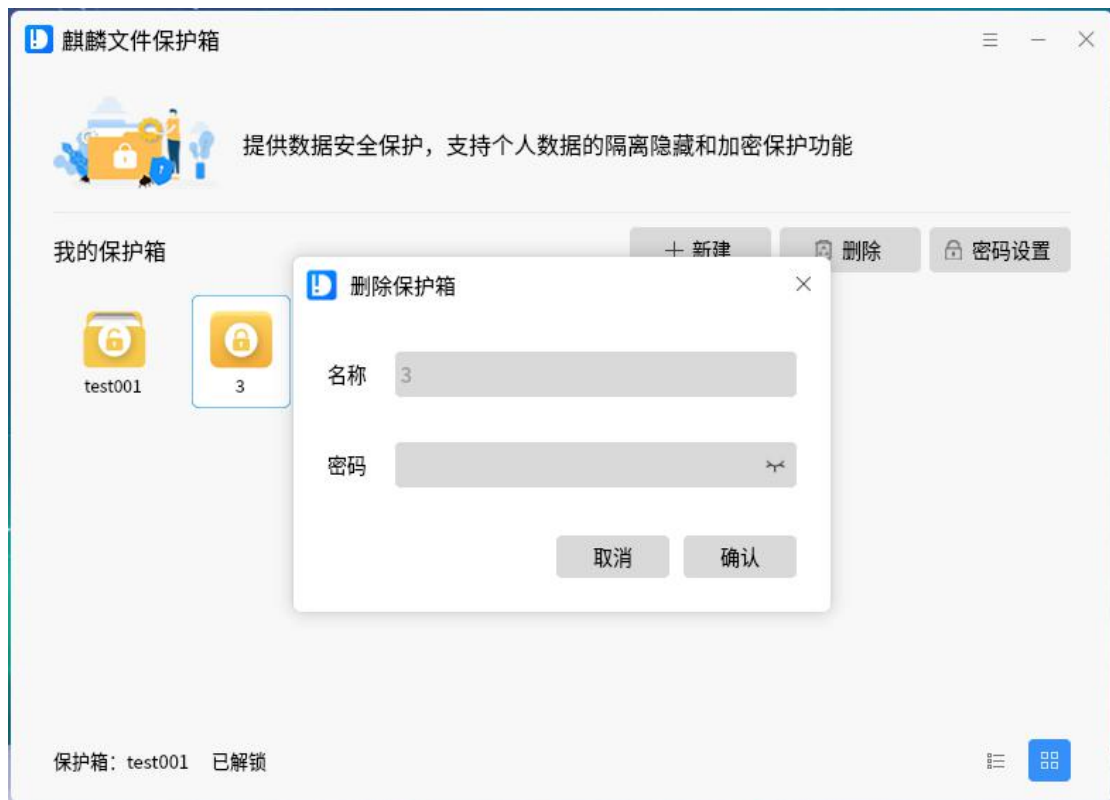 麒麟文件保护箱
提供数据安全保护，支持个人数据的隔离隐藏和加密保护功能
我的保护箱
新建 删除 密码设置
test001
3
删除保护箱
名称 3
密码
取消 确认
保护箱：test001 已解锁